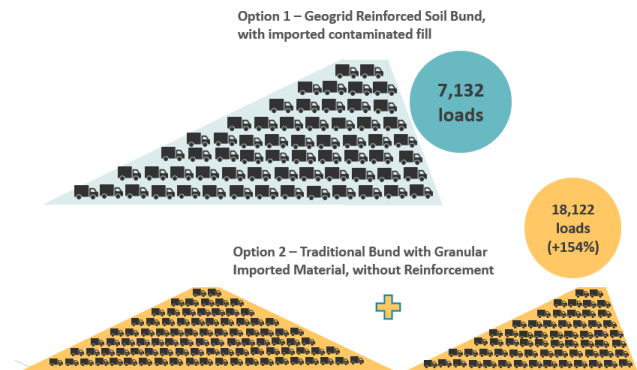 Option 1 – Geogrid Reinforced Soil Bund,
with imported contaminated fill
7,132
loads
18,122
loads
(+154%)
Option 2 – Traditional Bund with Granular
Imported Material, without Reinforcement